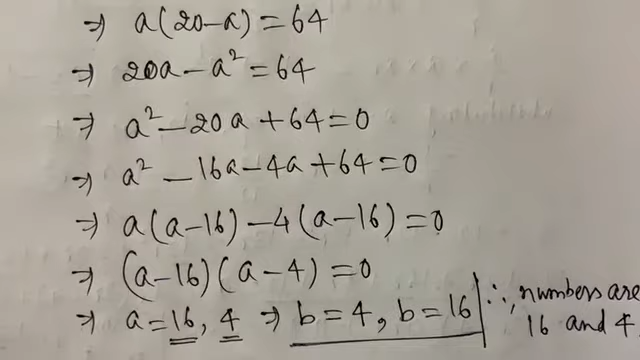 ⇒ a(20-a) = 64
⇒ 20a - a² = 64
⇒ a² - 20a + 64 = 0
⇒ a² - 16a - 4a + 64 = 0
⇒ a(a-16) - 4(a-16) = 0
⇒ (a-16)(a-4) = 0
⇒ a = 16, 4 ⇒ b = 4, b = 16 ∴, numbers are
16 and 4.